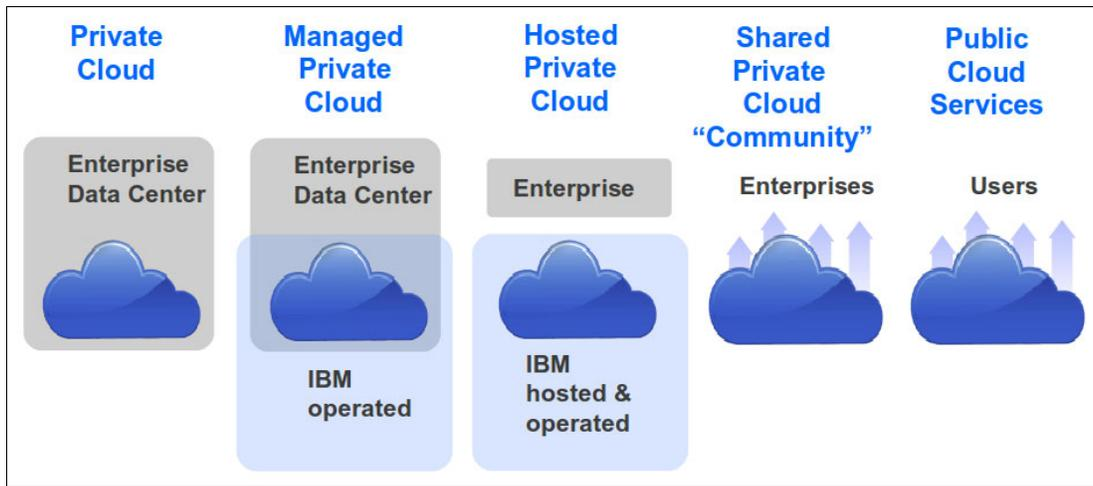 Private
Cloud
Managed
Private
Cloud
Hosted
Private
Cloud
Shared
Private
Cloud
“Community”
Public
Cloud
Services
Enterprise
Data Center
Enterprise
Data Center
Enterprise
Enterprises
Users
IBM
operated
IBM
hosted &
operated